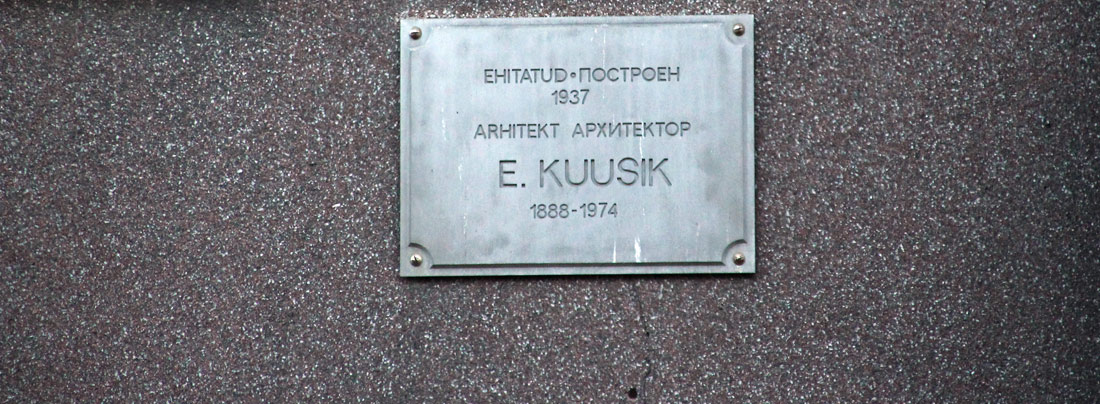 EHITATUD•ПОСТРОЕН
1937
ARHITEKT АРХИТЕКТОР
E. KUUSIK
1888-1974